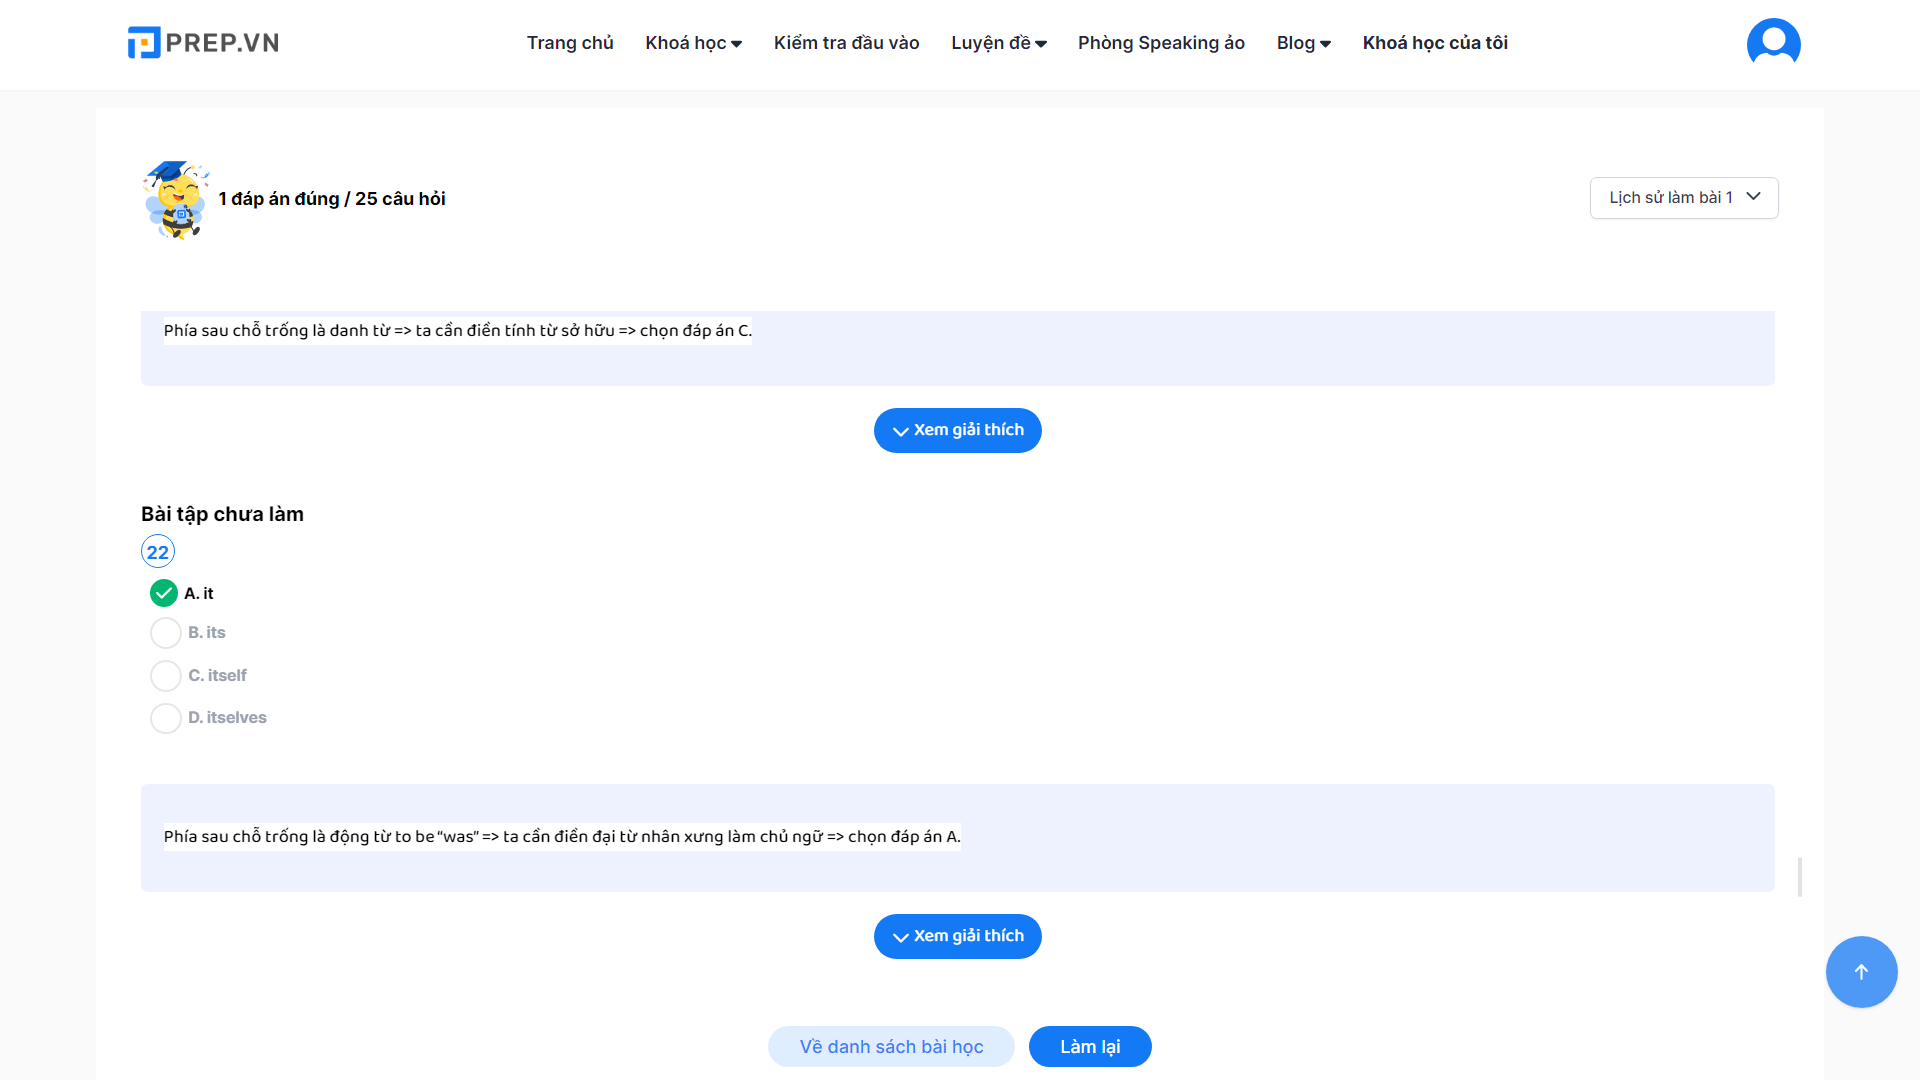 PREP.VN
Trang chủ Khoá học Kiểm tra đầu vào Luyện đề Phòng Speaking ảo Blog Khoá học của tôi
1 đáp án đúng / 25 câu hỏi
Lịch sử làm bài 1
Phía sau chỗ trống là danh từ => ta cần điền tính từ sở hữu => chọn đáp án C.
Xem giải thích
Bài tập chưa làm
22
A. it
B. its
C. itself
D. itselves
Phía sau chỗ trống là động từ to be “was” => ta cần điền đại từ nhân xưng làm chủ ngữ => chọn đáp án A.
Xem giải thích
Về danh sách bài học
Làm lại